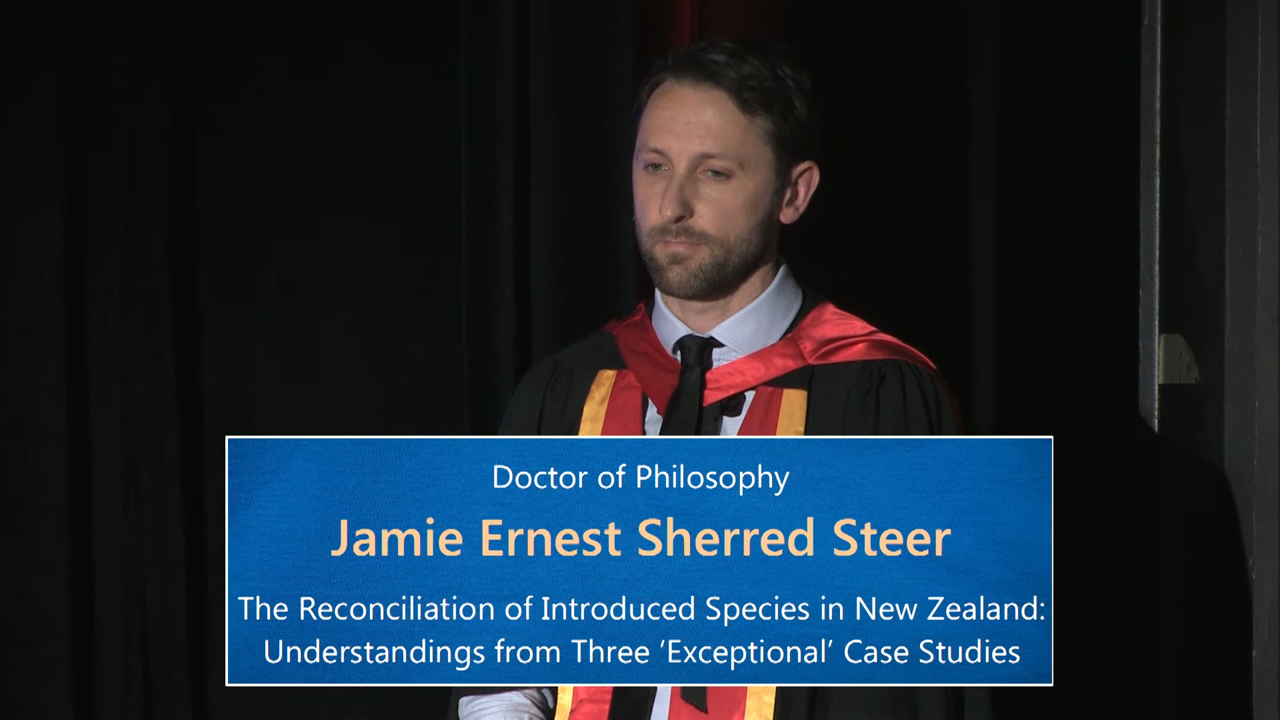 Doctor of Philosophy
Jamie Ernest Sherred Steer
The Reconciliation of Introduced Species in New Zealand:
Understandings from Three ‘Exceptional’ Case Studies